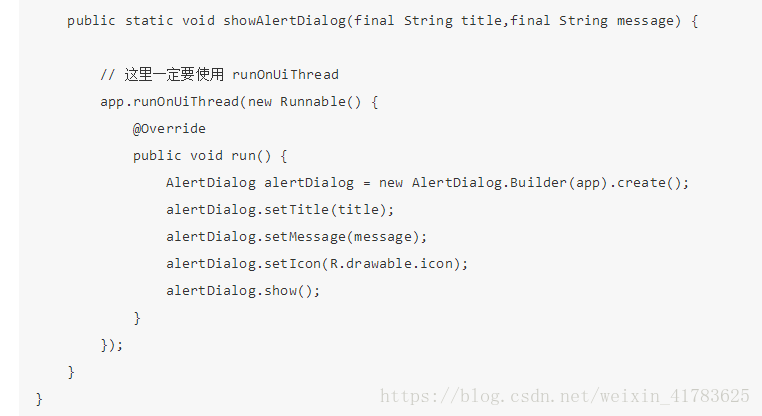 public static void showAlertDialog(final String title,final String message) {
// 这里一定要使用 runOnUiThread
app.runOnUiThread(new Runnable() {
@Override
public void run() {
AlertDialog alertDialog = new AlertDialog.Builder(app).create();
alertDialog.setTitle(title);
alertDialog.setMessage(message);
alertDialog.setIcon(R.drawable.icon);
alertDialog.show();
}
});
}
}
https://blog.csdn.net/weixin_41783625